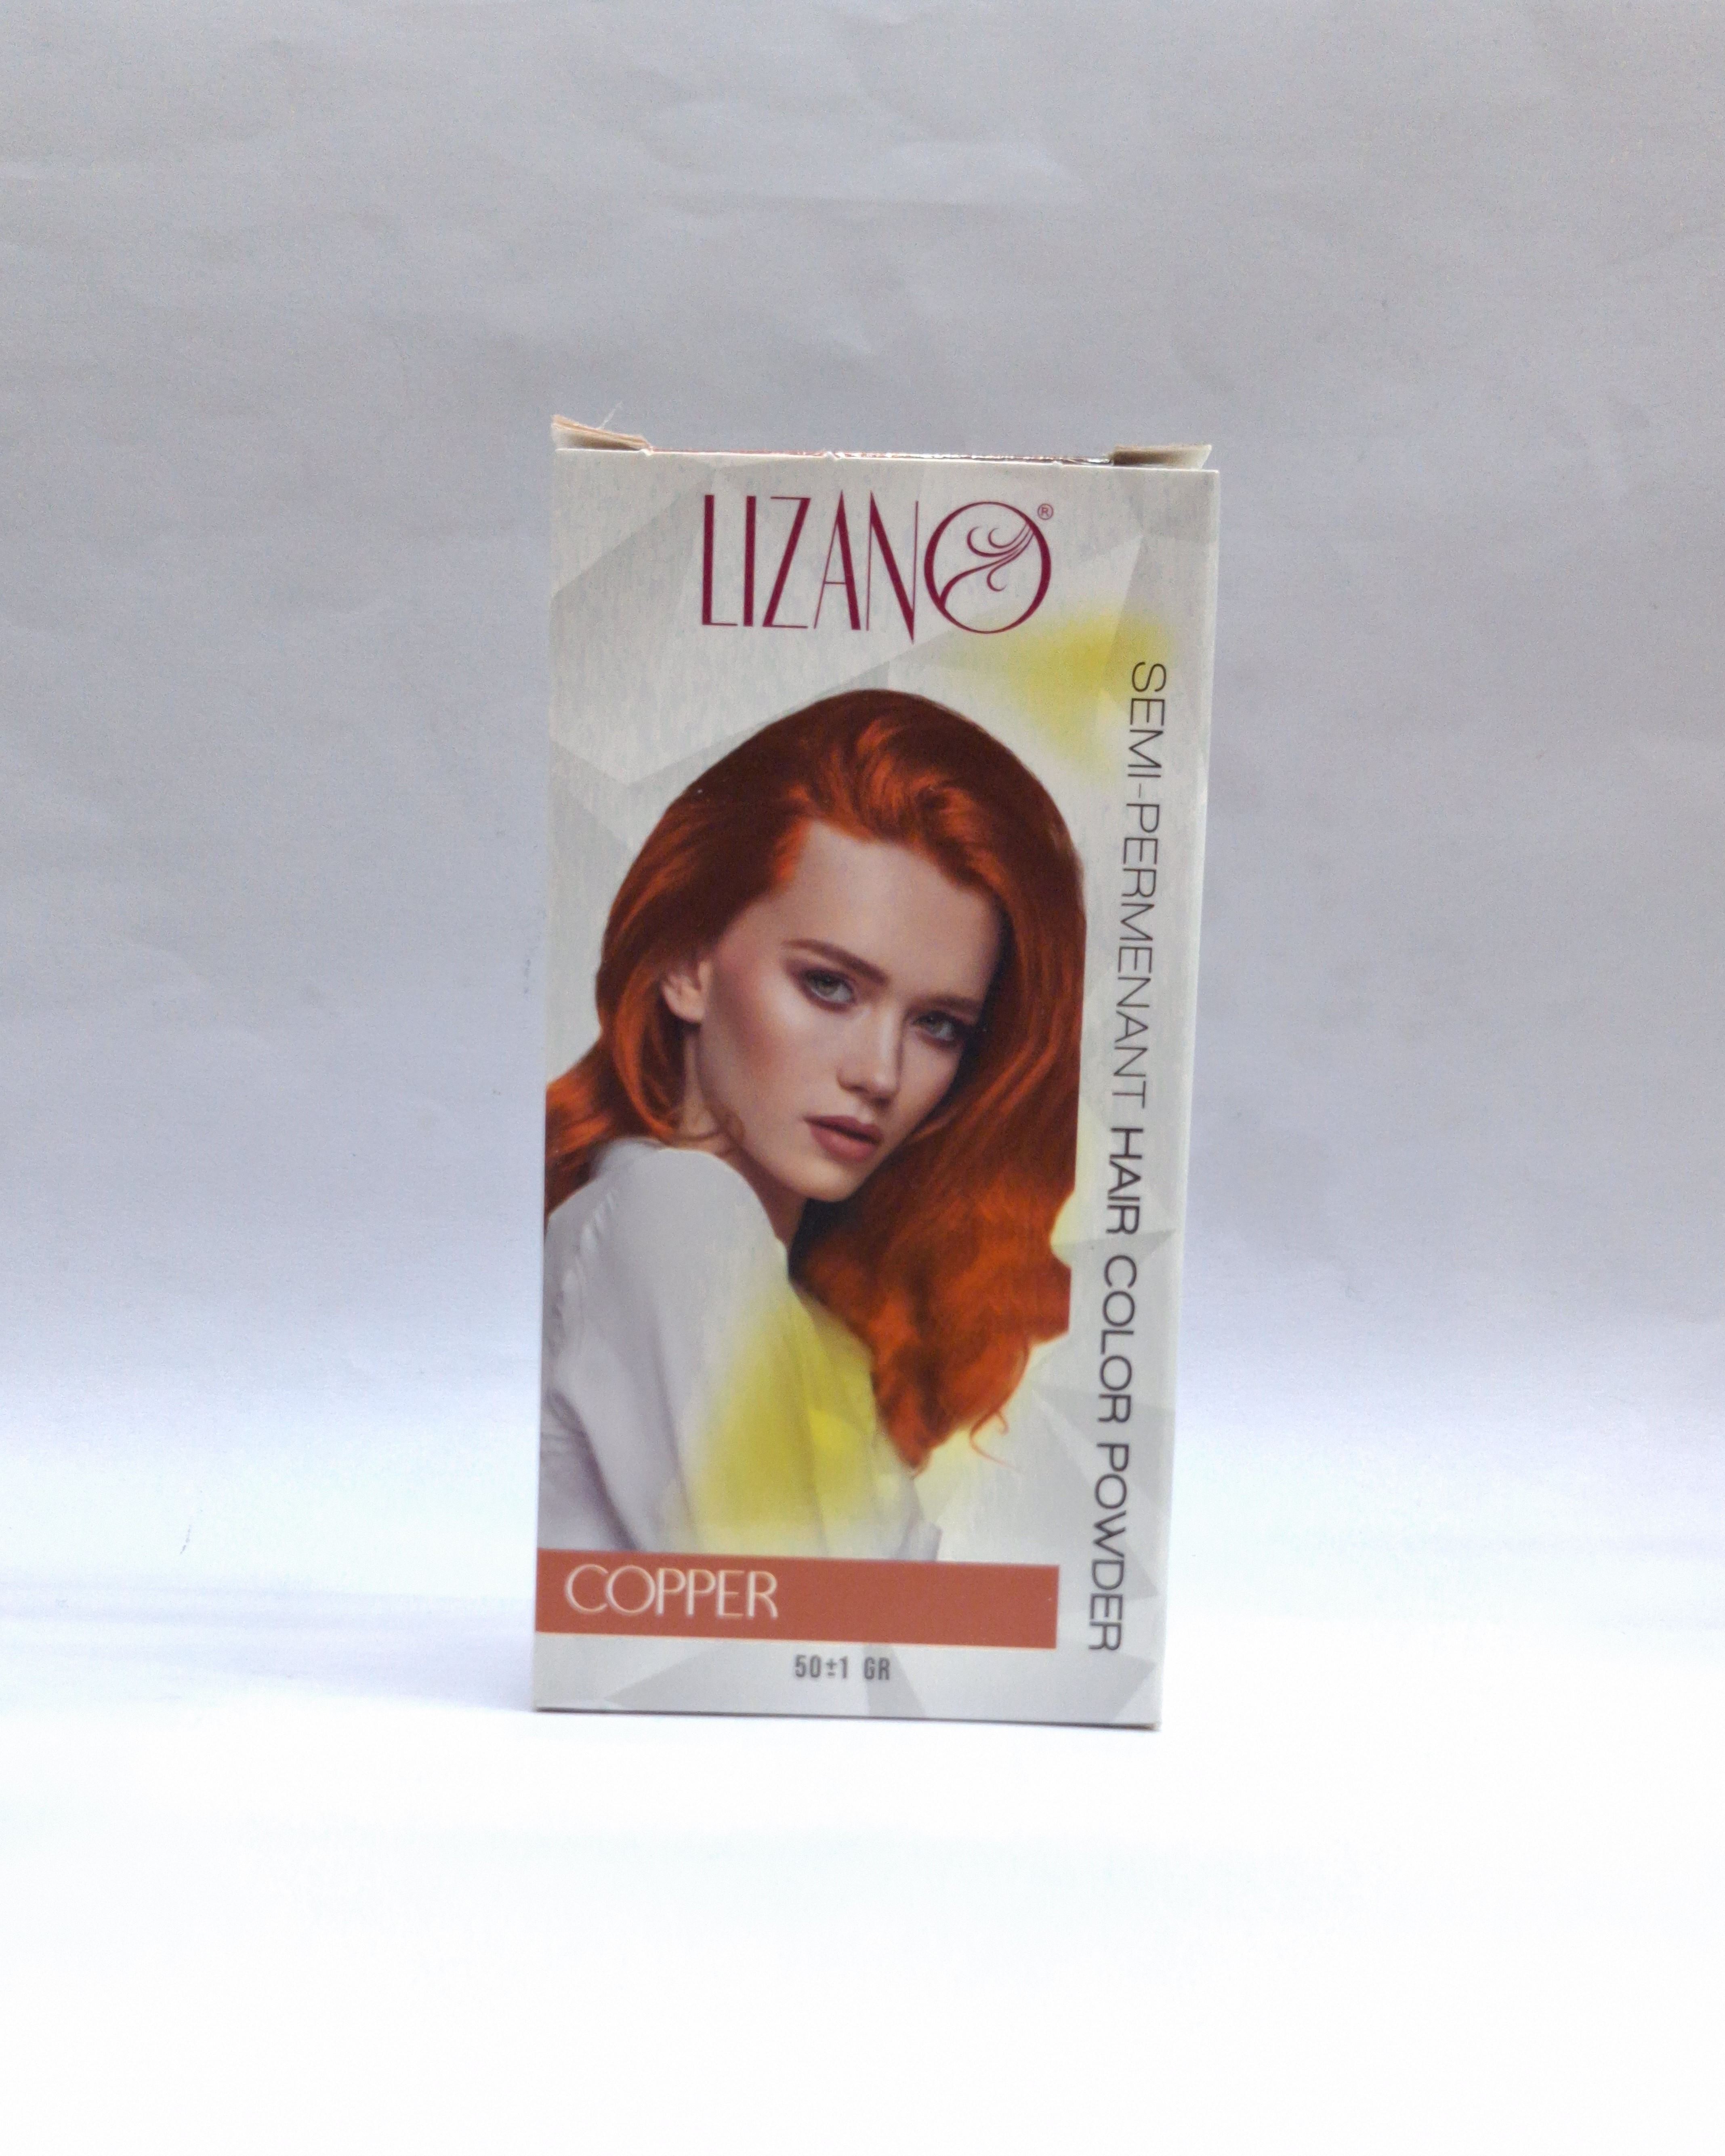 LIZANO®
SEMI-PERMENANT HAIR COLOR POWDER
COPPER
50±1 GR